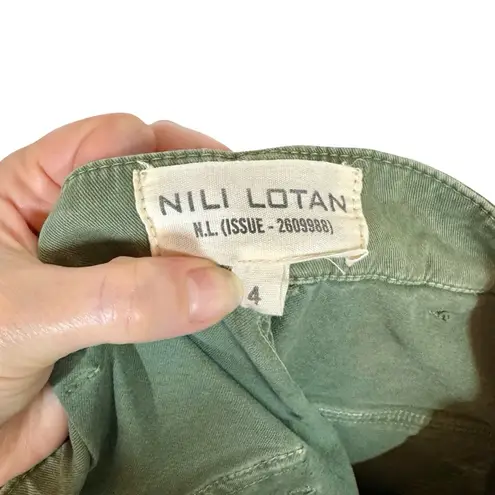 NILI LOTAN
N.L. (ISSUE - 2609988)
4